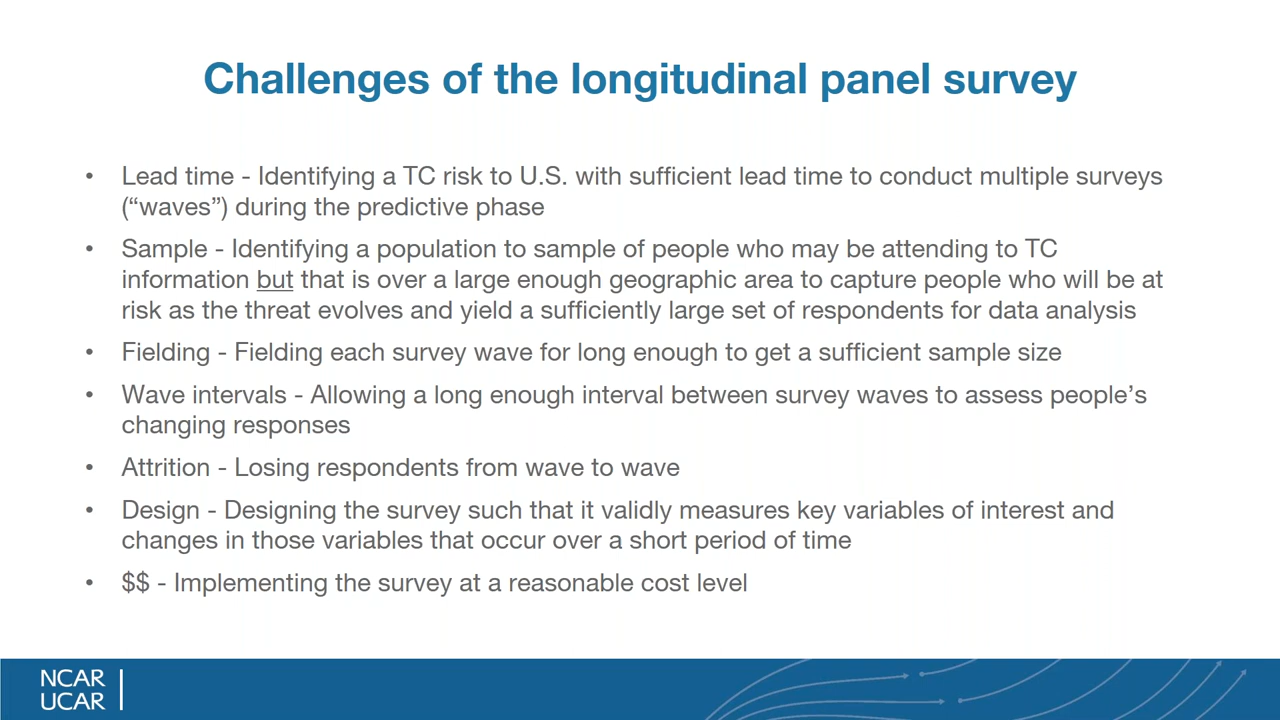 Challenges of the longitudinal panel survey
• Lead time - Identifying a TC risk to U.S. with sufficient lead time to conduct multiple surveys
(“waves”) during the predictive phase
• Sample - Identifying a population to sample of people who may be attending to TC
information but that is over a large enough geographic area to capture people who will be at
risk as the threat evolves and yield a sufficiently large set of respondents for data analysis
• Fielding - Fielding each survey wave for long enough to get a sufficient sample size
• Wave intervals - Allowing a long enough interval between survey waves to assess people’s
changing responses
• Attrition - Losing respondents from wave to wave
• Design - Designing the survey such that it validly measures key variables of interest and
changes in those variables that occur over a short period of time
• $$ - Implementing the survey at a reasonable cost level
NCAR
UCAR